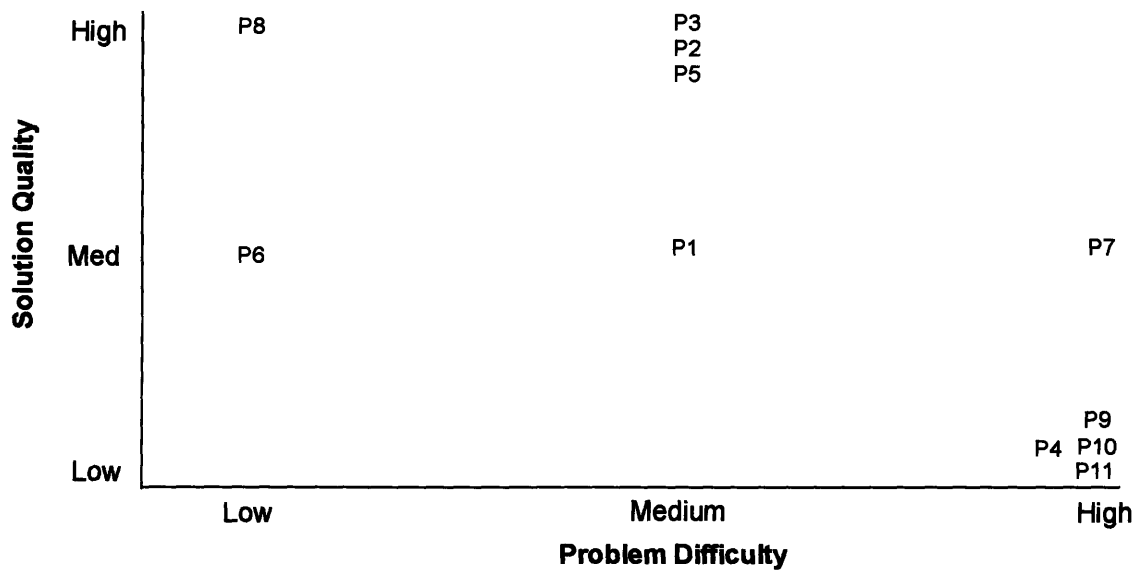 High P8 P3
P2
P5
Solution Quality
Med P6 P1 P7
P9
P4 P10
Low P11
Low Medium High
Problem Difficulty